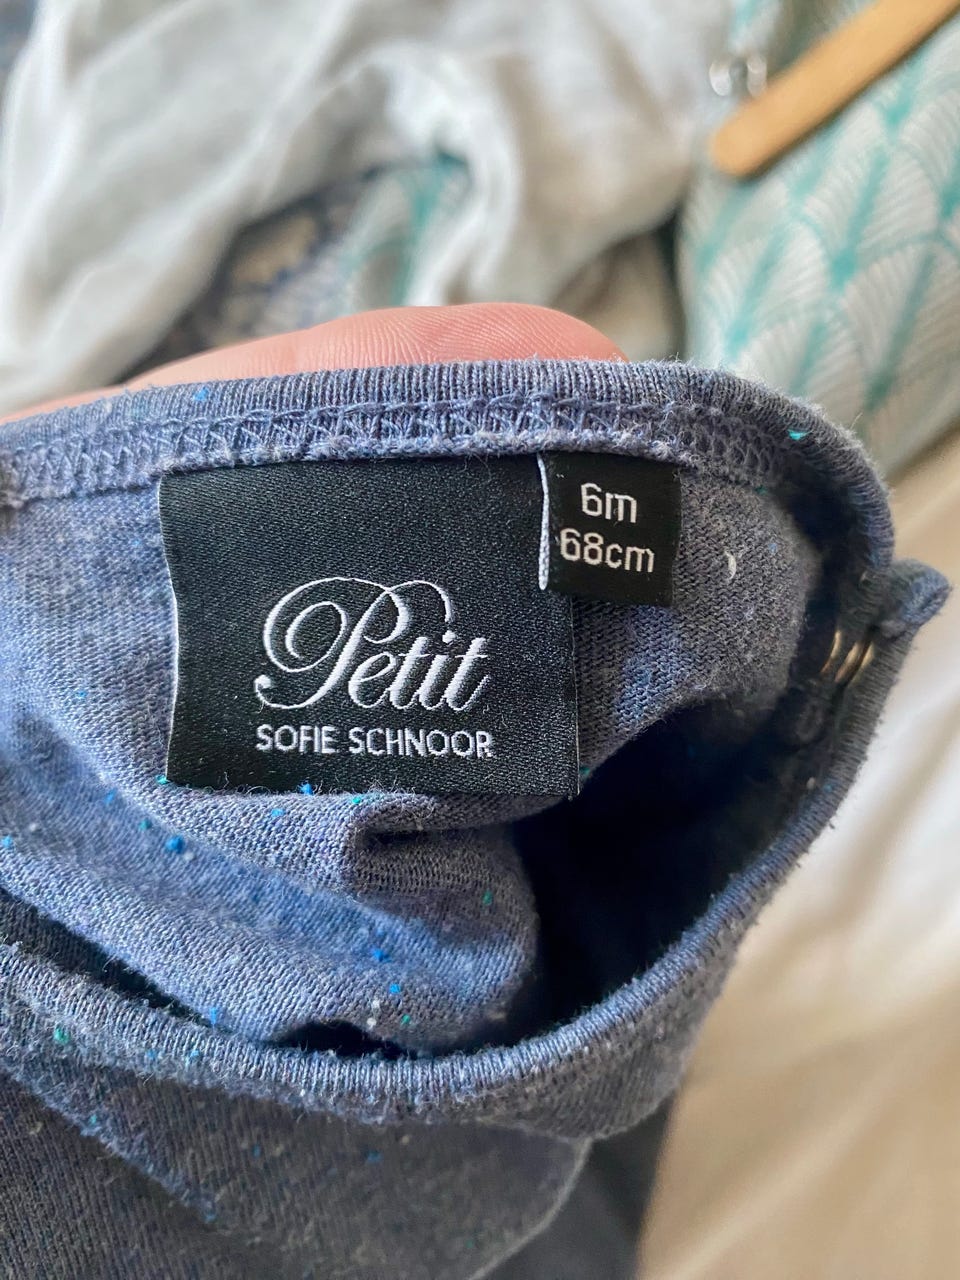 6m
68cm
Petit
SOFIE SCHNOOR